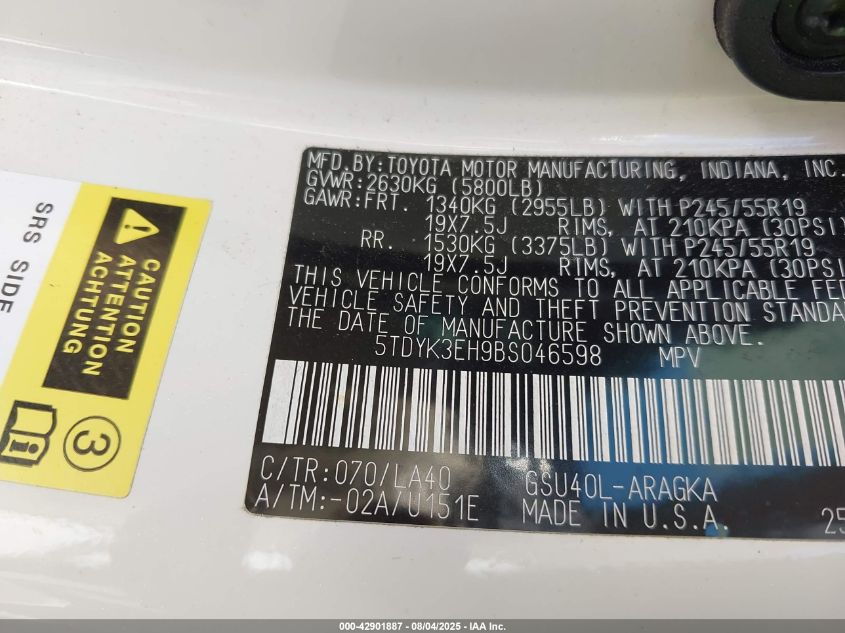 MFD. BY: TOYOTA MOTOR MANUFACTURING, INDIANA, INC.
GVWR: 2630KG (5800LB)
GAWR: FRT. 1340KG (2955LB) WITH P245/55R19
19X7.5J RIMS, AT 210KPA (30PSI)
RR. 1530KG (3375LB) WITH P245/55R19
19X7.5J RIMS, AT 210KPA (30PSI
THIS VEHICLE CONFORMS TO ALL APPLICABLE FED
VEHICLE SAFETY AND THEFT PREVENTION STANDA
THE DATE OF MANUFACTURE SHOWN ABOVE.
5TDYK3EH9BS046598 MPV
C/TR: 070/LA40 GSU40L-ARAGKA
A/TM: -02A/U151E MADE IN U.S.A. 25
SRS SIDE
CAUTION
ATTENTION
ACHTUNG
i
3
000-42901887 - 08/04/2025 - IAA Inc.